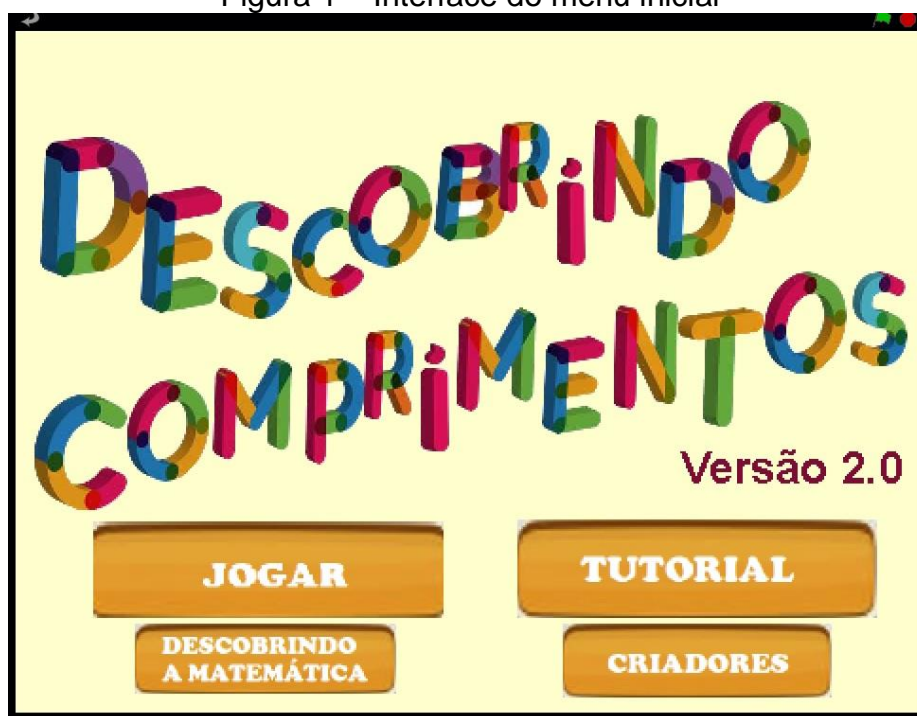 Figura 1 – Interface do menu inicial
DESCOBRiNDO
COMPRiMENTOS
Versão 2.0
JOGAR
TUTORIAL
DESCOBRINDO
A MATEMÁTICA
CRIADORES